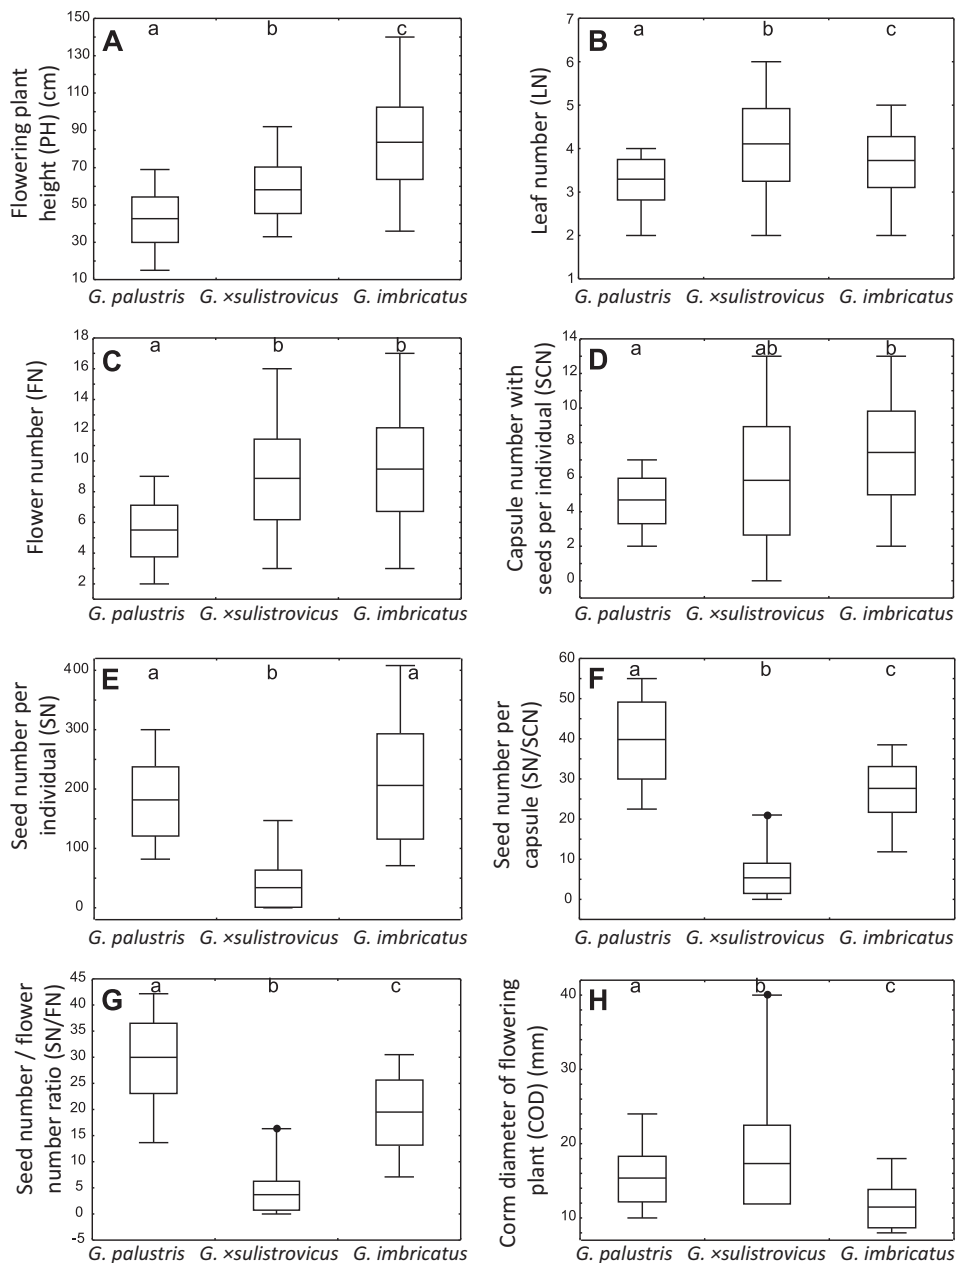 A
a b c
Flowering plant
height (PH) (cm)
150
130
110
90
70
50
30
10
G. palustris G. ×sulistrovicus G. imbricatus
B
a b c
Leaf number (LN)
7
6
5
4
3
2
1
G. palustris G. ×sulistrovicus G. imbricatus
C
a b b
Flower number (FN)
18
16
14
12
10
8
6
4
2
G. palustris G. ×sulistrovicus G. imbricatus
D
a ab b
Capsule number with
seeds per individual (SCN)
14
12
10
8
6
4
2
0
G. palustris G. ×sulistrovicus G. imbricatus
E
a b a
Seed number per
individual (SN)
400
300
200
100
0
G. palustris G. ×sulistrovicus G. imbricatus
F
a b c
Seed number per
capsule (SN/SCN)
60
50
40
30
20
10
0
G. palustris G. ×sulistrovicus G. imbricatus
G
a b c
Seed number / flower
number ratio (SN/FN)
45
40
35
30
25
20
15
10
5
0
-5
G. palustris G. ×sulistrovicus G. imbricatus
H
a b c
Corm diameter of flowering
plant (COD) (mm)
40
30
20
10
G. palustris G. ×sulistrovicus G. imbricatus